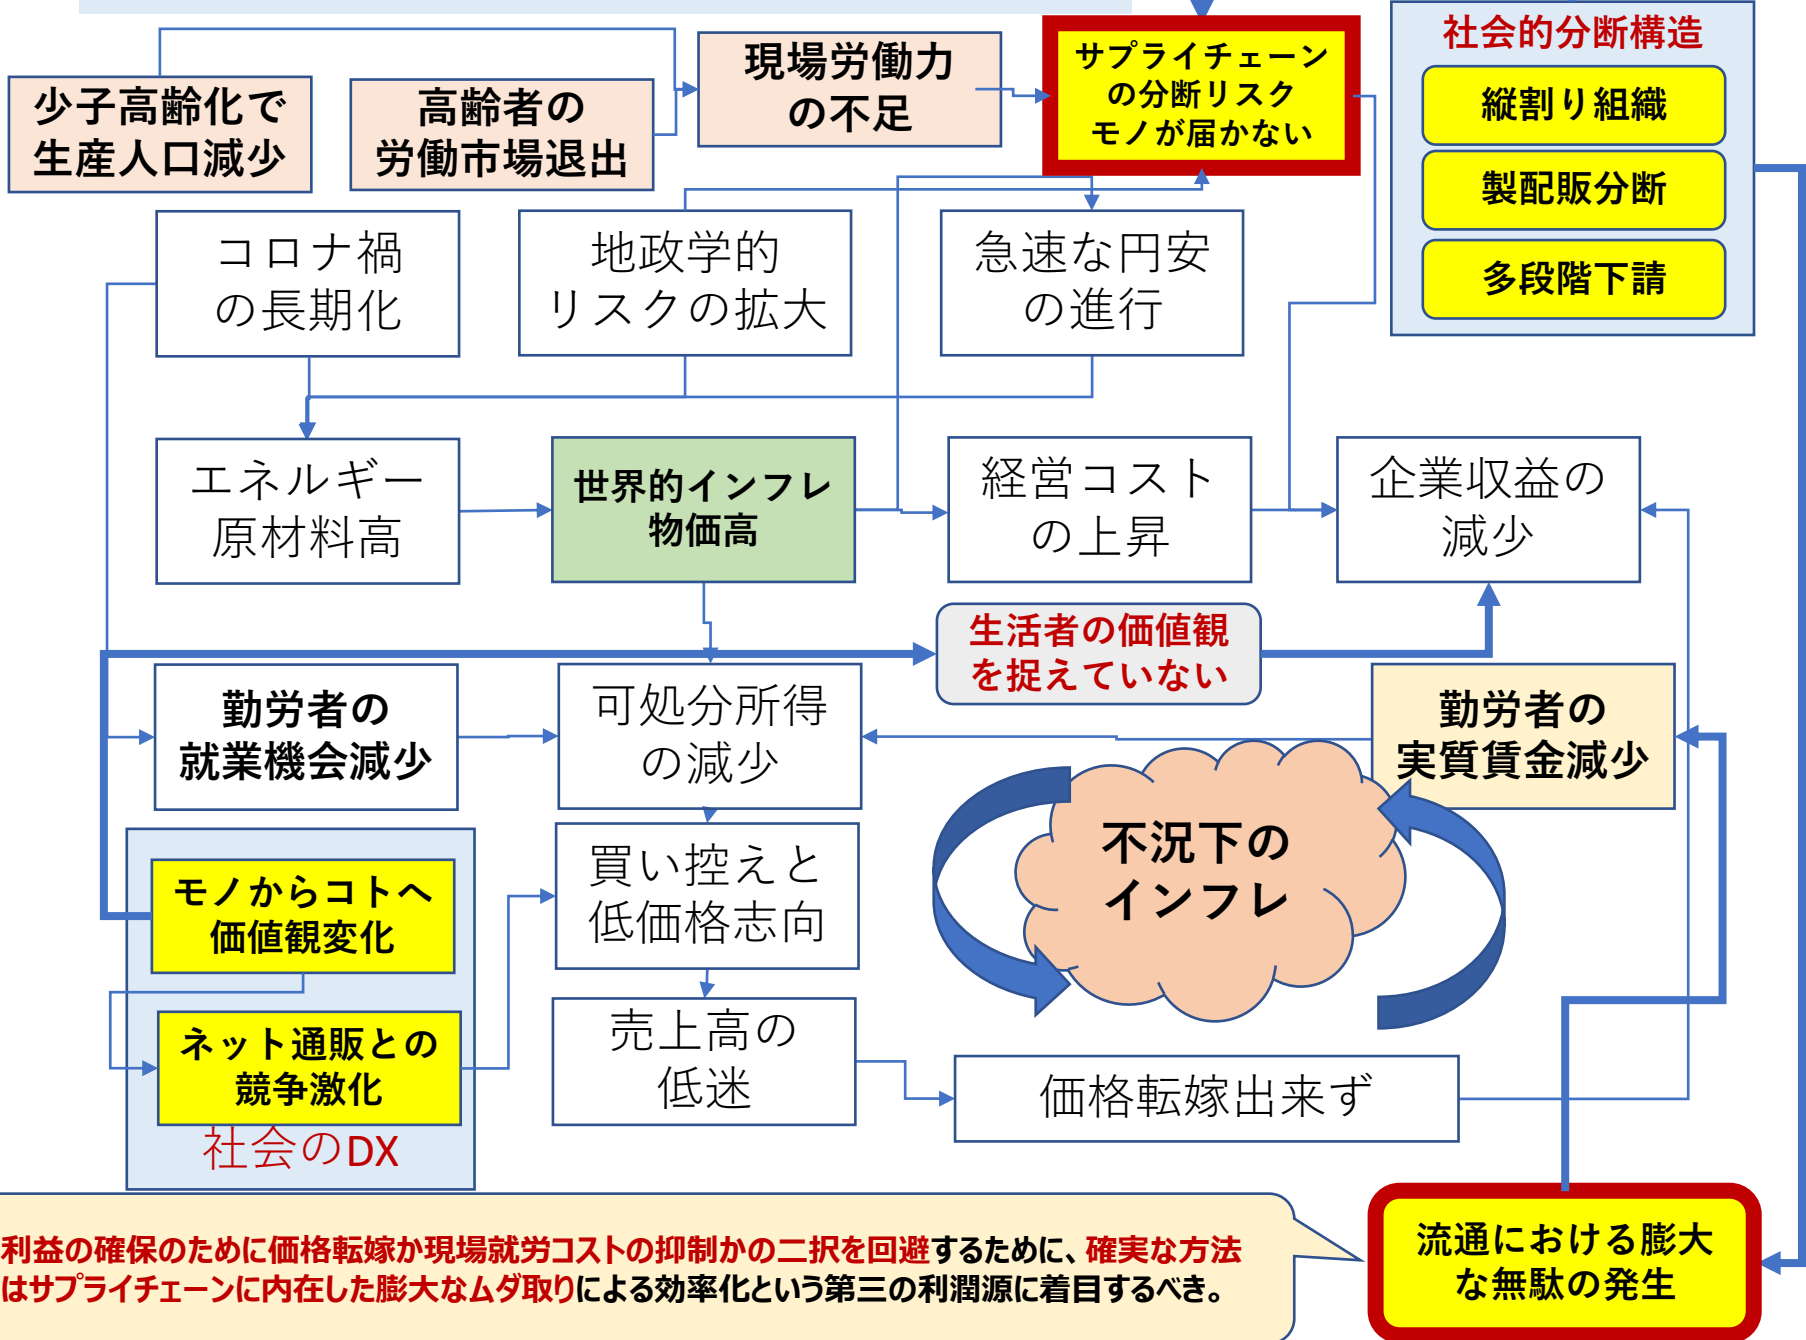 少子高齢化で
生産人口減少
高齢者の
労働市場退出
現場労働力
の不足
サプライチェーン
の分断リスク
モノが届かない
社会的分断構造
縦割り組織
製配販分断
多段階下請
コロナ禍
の長期化
地政学的
リスクの拡大
急速な円安
の進行
エネルギー
原材料高
世界的インフレ
物価高
経営コスト
の上昇
企業収益の
減少
生活者の価値観
を捉えていない
勤労者の
就業機会減少
可処分所得
の減少
勤労者の
実質賃金減少
モノからコトへ
価値観変化
買い控えと
低価格志向
不況下の
インフレ
ネット通販との
競争激化
社会のDX
売上高の
低迷
価格転嫁出来ず
利益の確保のために価格転嫁か現場就労コストの抑制かの二択を回避するために、確実な方法
はサプライチェーンに内在した膨大なムダ取りによる効率化という第三の利潤源に着目するべき。
流通における膨大
な無駄の発生